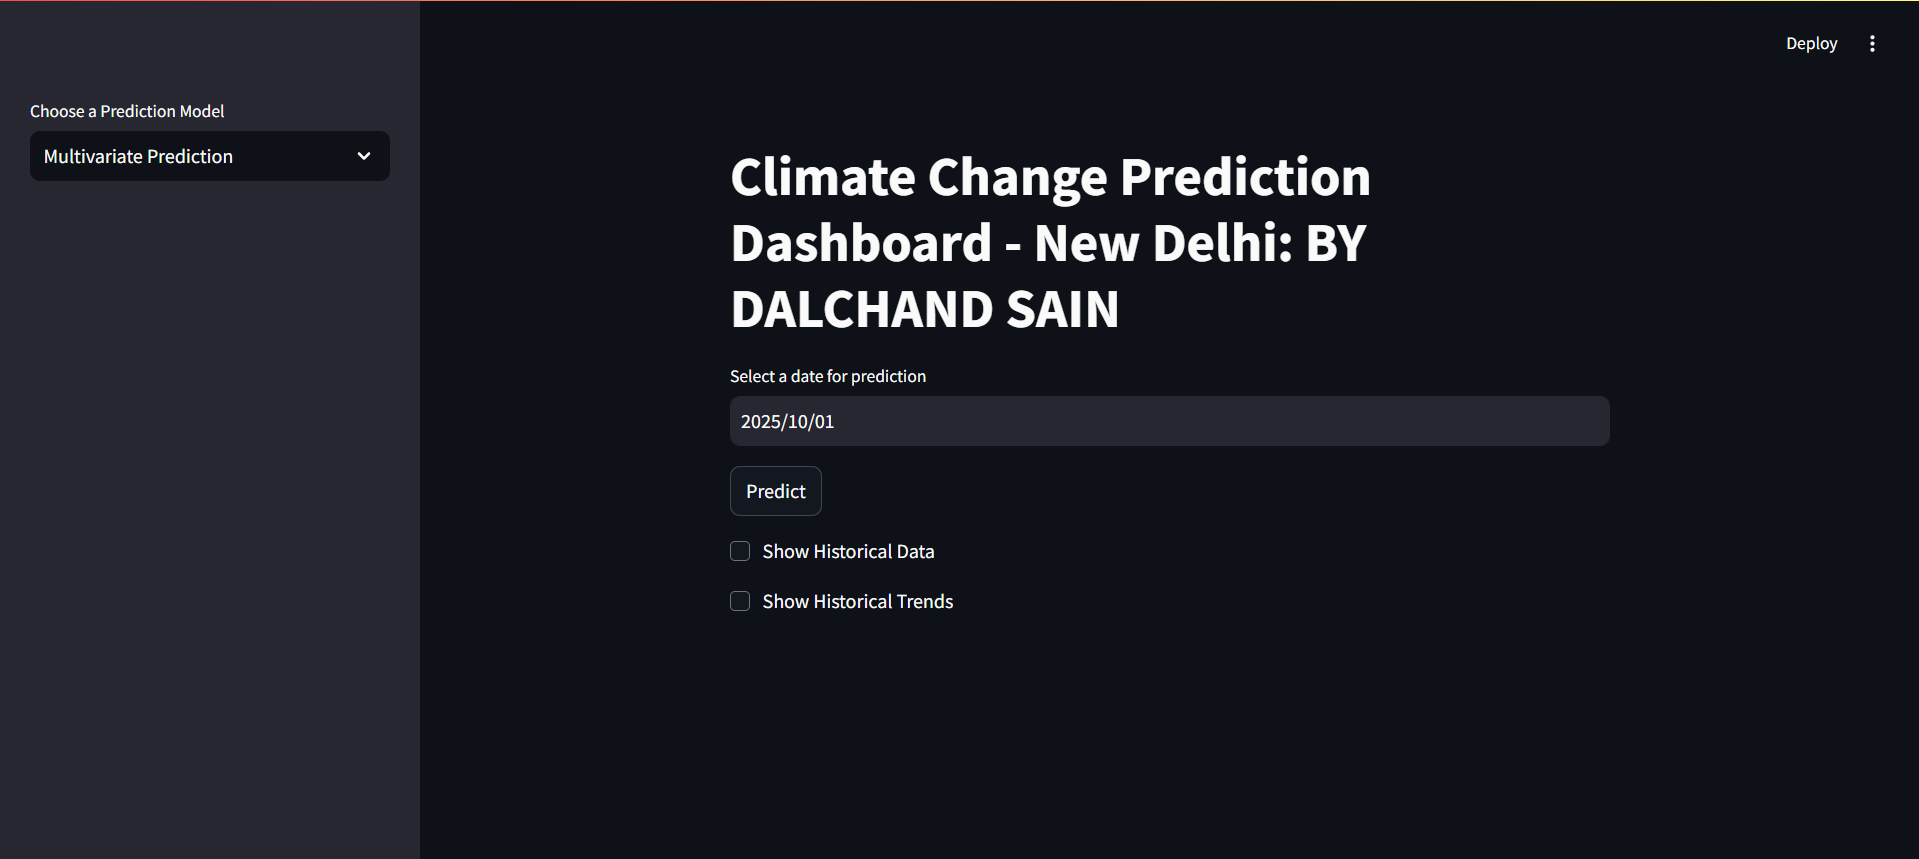 Deploy
Choose a Prediction Model
Multivariate Prediction
Climate Change Prediction
Dashboard - New Delhi: BY
DALCHAND SAIN
Select a date for prediction
2025/10/01
Predict
Show Historical Data
Show Historical Trends